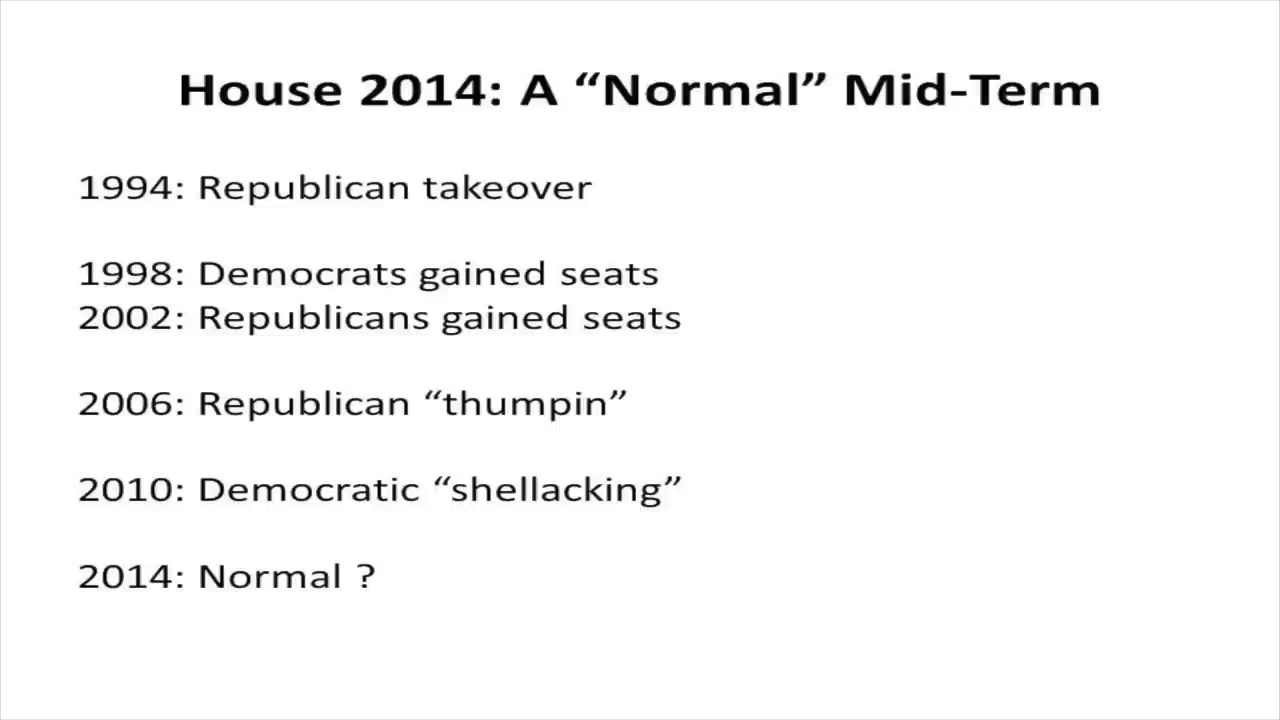 House 2014: A “Normal” Mid-Term
1994: Republican takeover
1998: Democrats gained seats
2002: Republicans gained seats
2006: Republican “thumpin”
2010: Democratic “shellacking”
2014: Normal ?